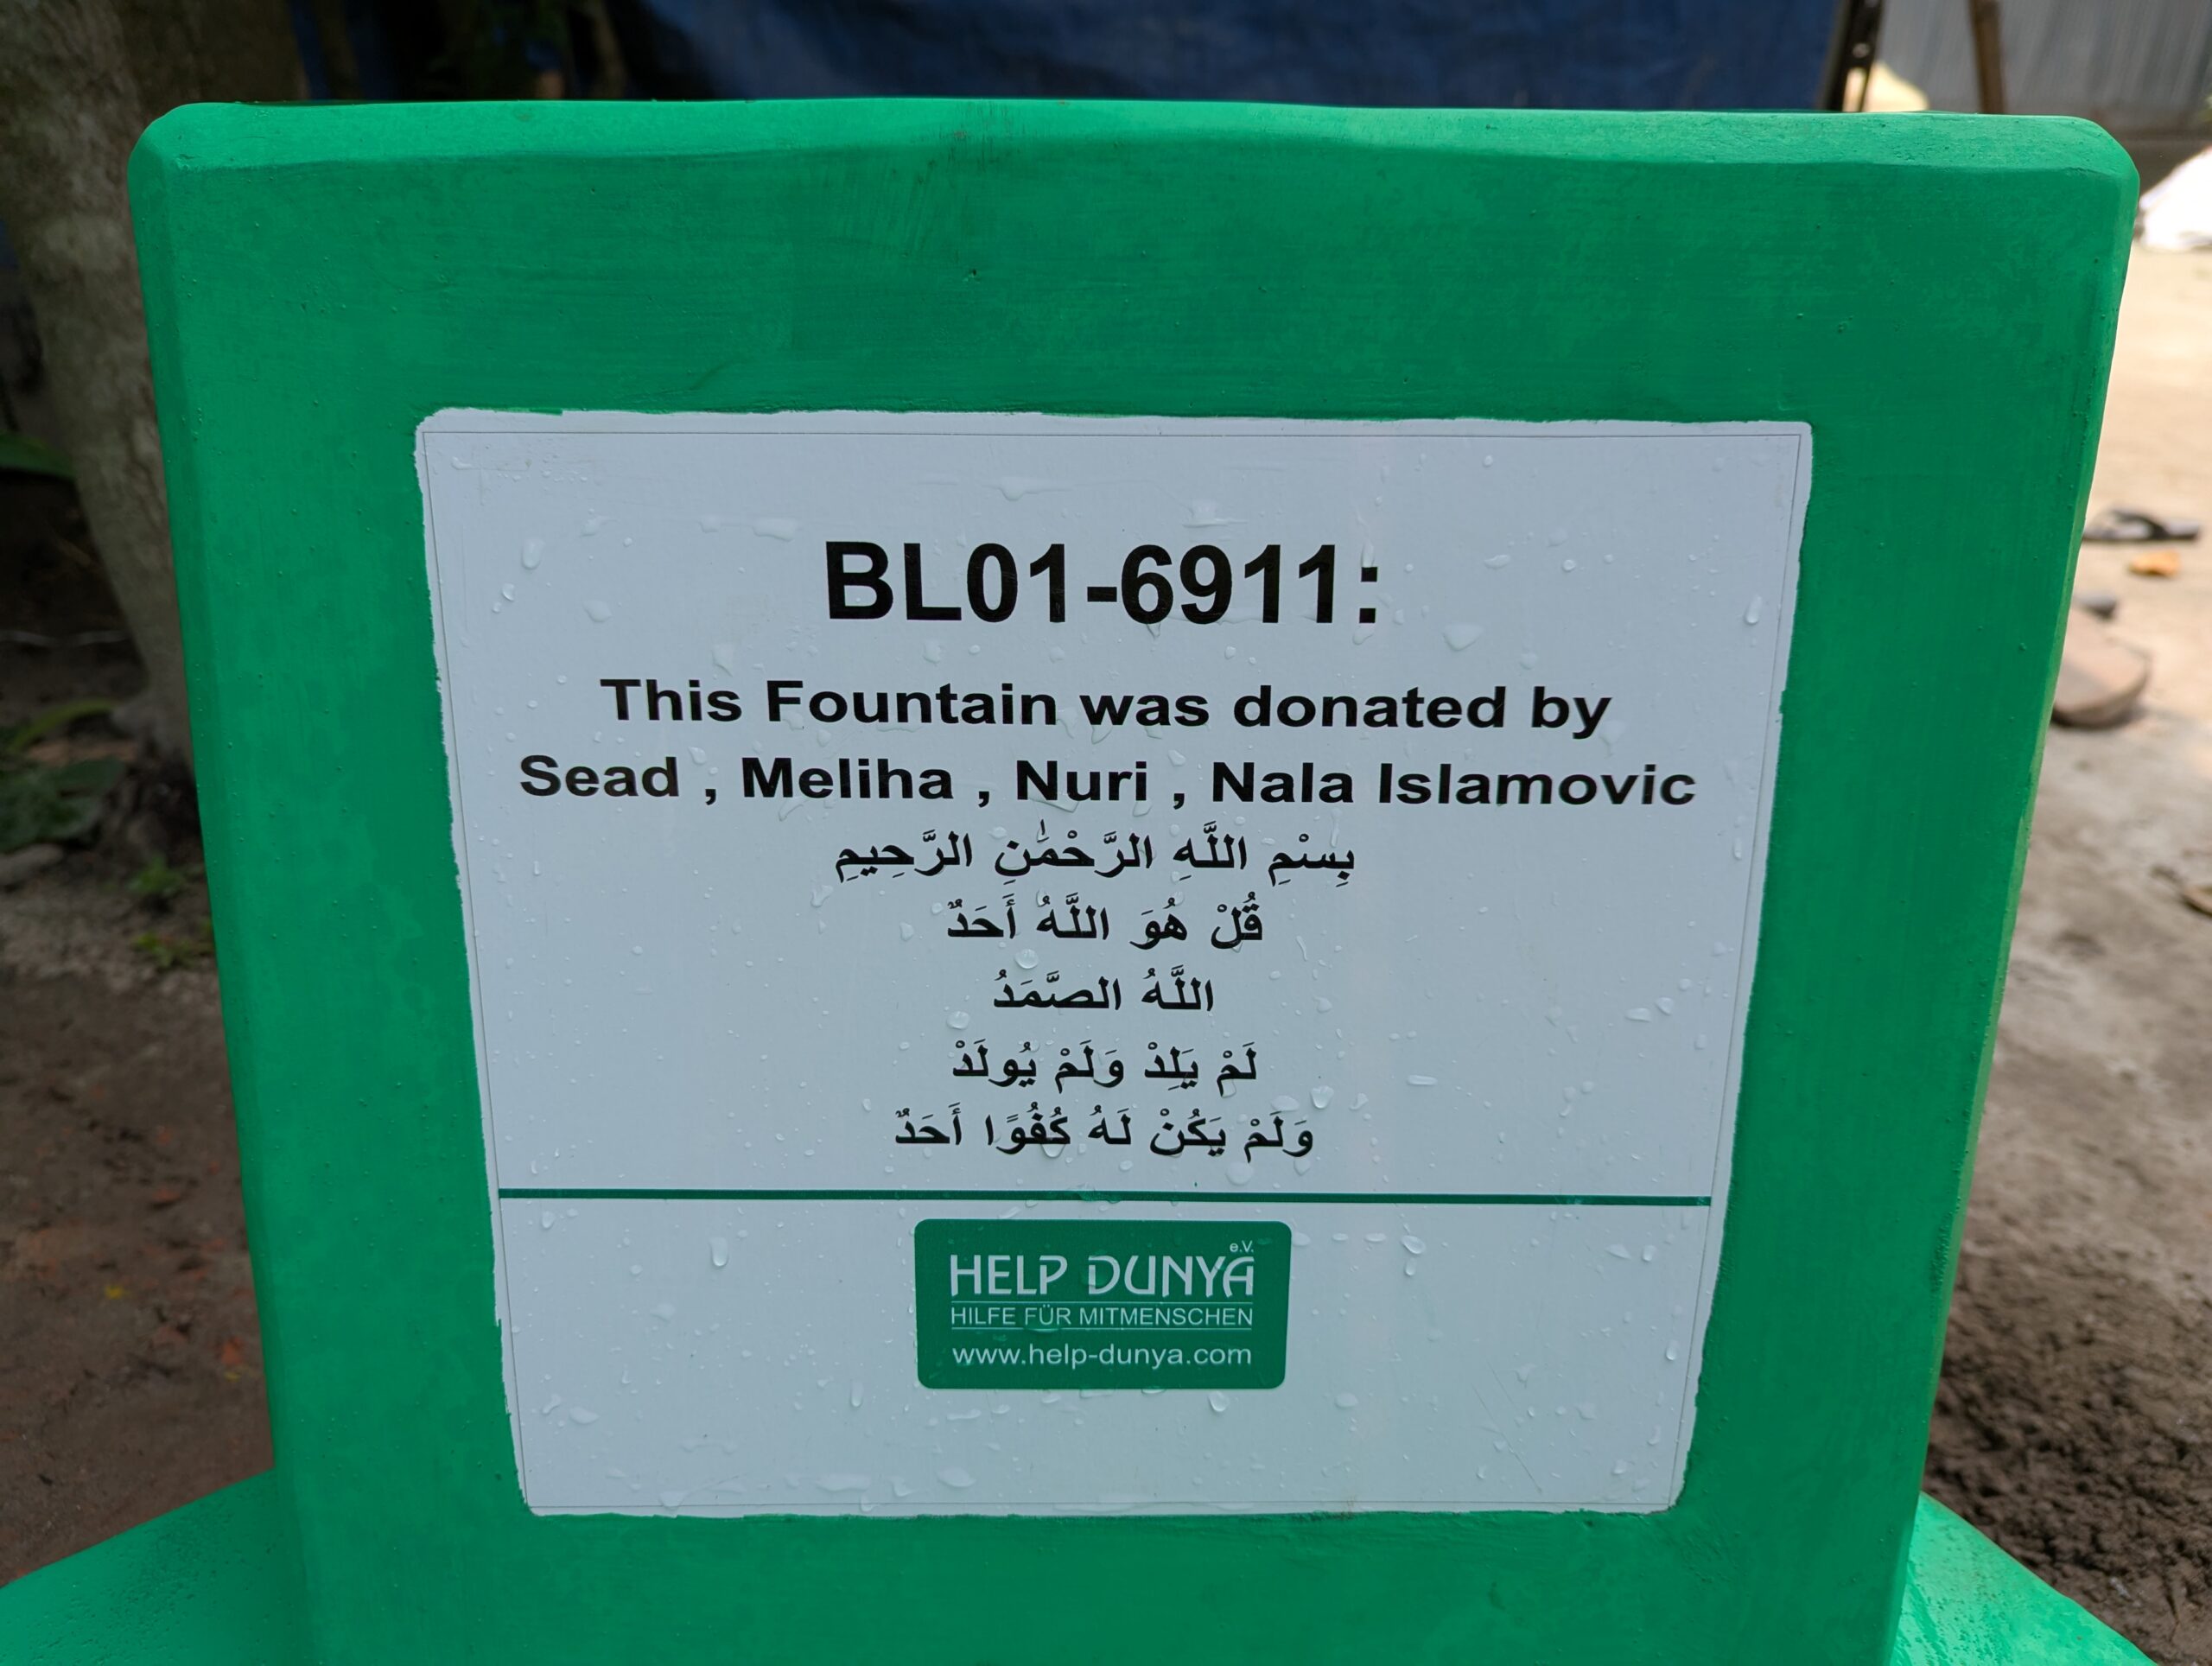 BL01-6911:
This Fountain was donated by
Sead , Meliha , Nuri , Nala Islamovic
بِسْمِ اللَّهِ الرَّحْمَٰنِ الرَّحِيمِ
قُلْ هُوَ اللَّهُ أَحَدٌ
اللَّهُ الصَّمَدُ
لَمْ يَلِدْ وَلَمْ يُولَدْ
وَلَمْ يَكُنْ لَهُ كُفُوًا أَحَدٌ
HELP DUNYA e.V.
HILFE FÜR MITMENSCHEN
www.help-dunya.com